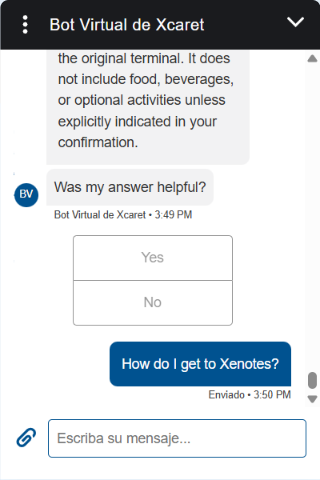 Bot Virtual de Xcaret
the original terminal. It does
not include food, beverages,
or optional activities unless
explicitly indicated in your
confirmation.
Was my answer helpful?
BV
Bot Virtual de Xcaret • 3:49 PM
Yes
No
How do I get to Xenotes?
Enviado • 3:50 PM
Escriba su mensaje...